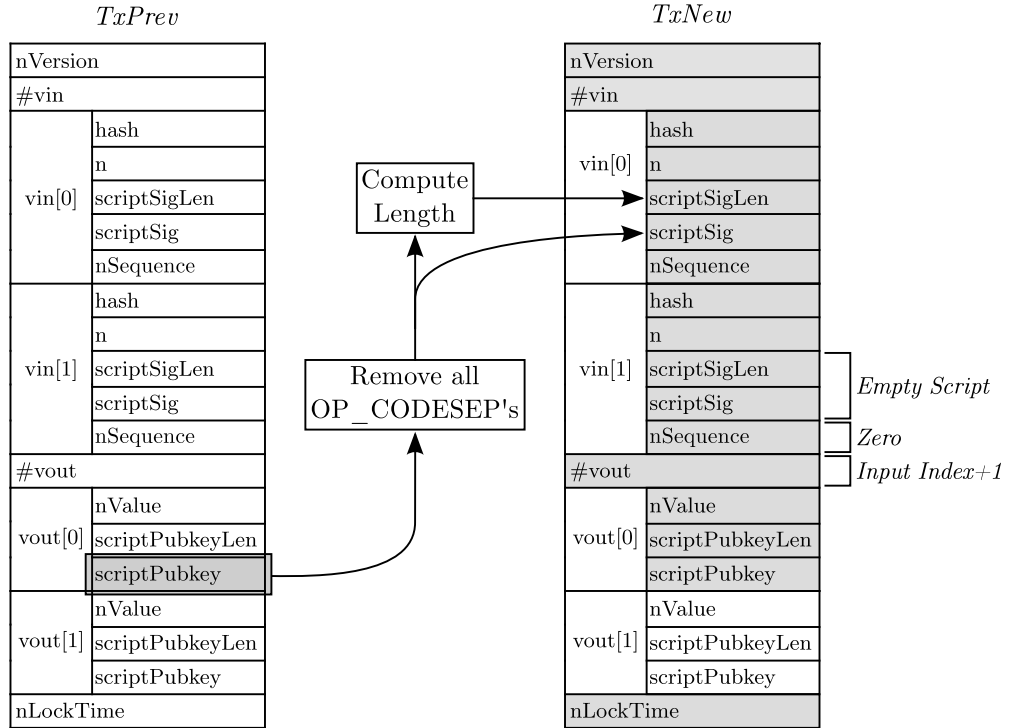 TxPrev
nVersion
#vin
vin[0]
hash
n
scriptSigLen
scriptSig
nSequence
vin[1]
hash
n
scriptSigLen
scriptSig
nSequence
#vout
vout[0]
nValue
scriptPubkeyLen
scriptPubkey
vout[1]
nValue
scriptPubkeyLen
scriptPubkey
nLockTime
Compute
Length
Remove all
OP_CODESEP's
TxNew
nVersion
#vin
vin[0]
hash
n
scriptSigLen
scriptSig
nSequence
vin[1]
hash
n
scriptSigLen
scriptSig
nSequence
#vout
vout[0]
nValue
scriptPubkeyLen
scriptPubkey
vout[1]
nValue
scriptPubkeyLen
scriptPubkey
nLockTime
Empty Script
Zero
Input Index+1